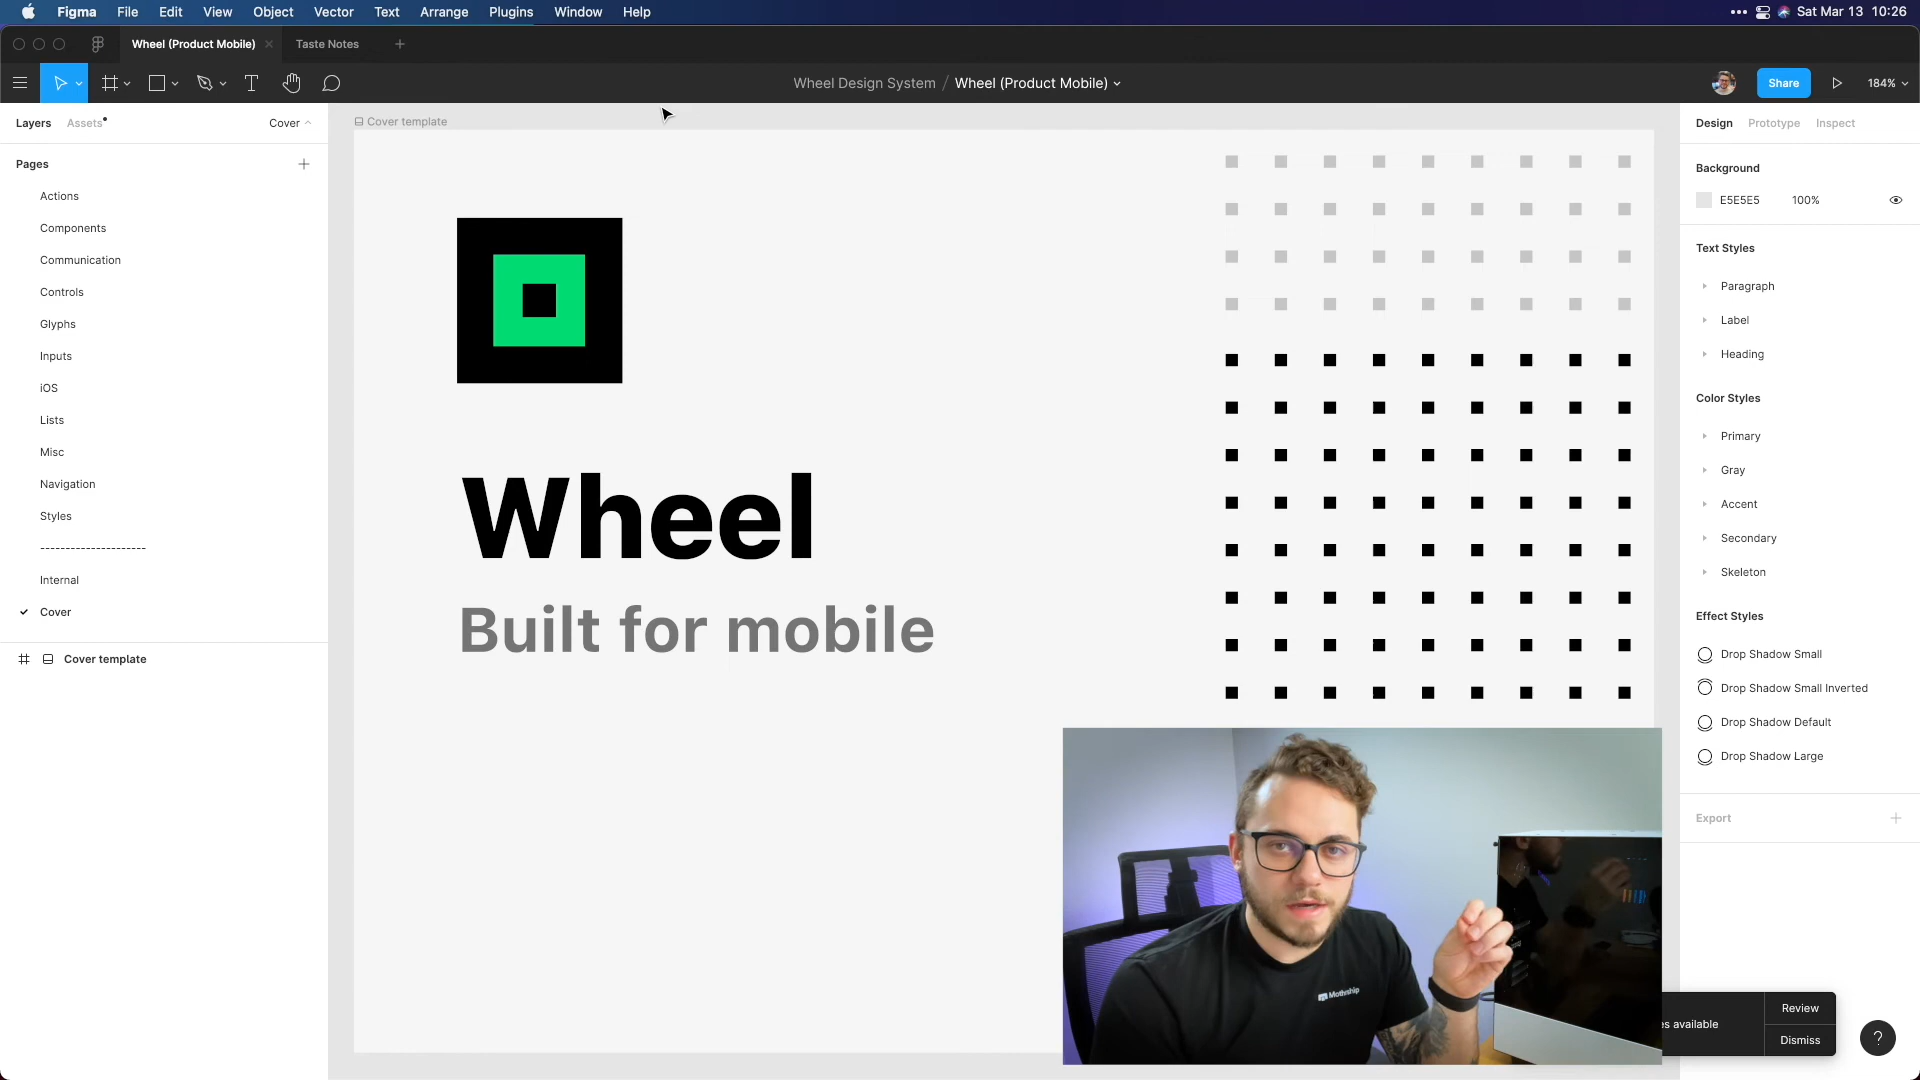 Figma File Edit View Object Vector Text Arrange Plugins Window Help
Sat Mar 13 10:26
Wheel (Product Mobile)
Taste Notes
Wheel Design System / Wheel (Product Mobile)
Share
184%
Layers
Assets
Cover
Pages
Actions
Components
Communication
Controls
Glyphs
Inputs
iOS
Lists
Misc
Navigation
Styles
---------------------
Internal
Cover
Cover template
Cover template
Wheel
Built for mobile
Mothrship
Design
Prototype
Inspect
Background
E5E5E5
100%
Text Styles
Paragraph
Label
Heading
Color Styles
Primary
Gray
Accent
Secondary
Skeleton
Effect Styles
Drop Shadow Small
Drop Shadow Small Inverted
Drop Shadow Default
Drop Shadow Large
Export
available
Review
Dismiss
?